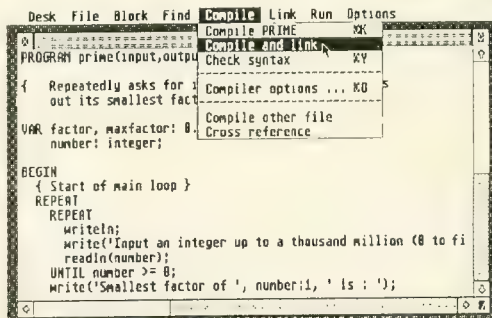 Desk File Block Find Compile Link Run Options
Compile PRIME ⌘K
Compile and link
Check syntax ⌘Y
Compiler options ... ⌘O
Compile other file
Cross reference
PROGRAM prime(input,outpu
{ Repeatedly asks for
out its smallest fact
VAR factor, maxfactor: 0.
number: integer;
BEGIN
{ Start of main loop }
REPEAT
REPEAT
writeln;
write('Input an integer up to a thousand million (0 to fi
readln(number);
UNTIL number >= 0;
write('Smallest factor of ', number:1, ' is : ');